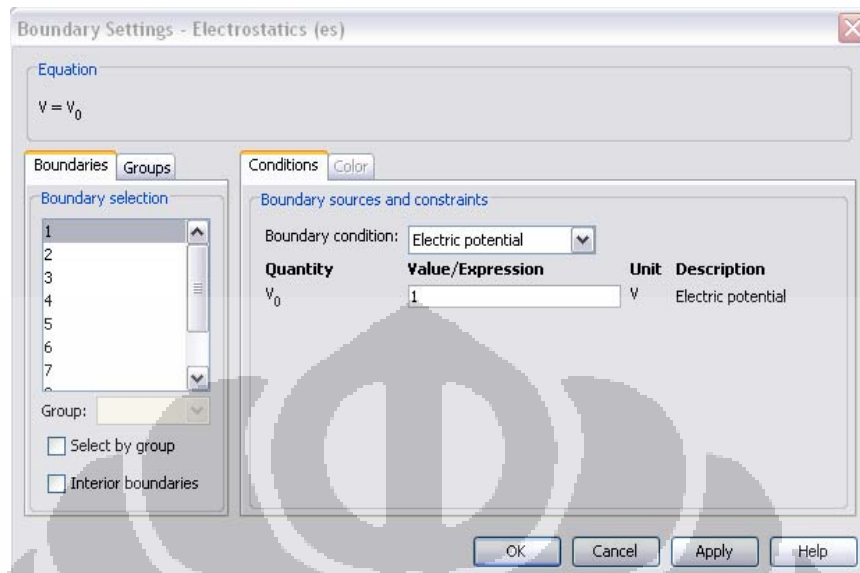 Boundary Settings - Electrostatics (es)
Equation
V = V0
Boundaries Groups
Boundary selection
1
2
3
4
5
6
7
Group:
Select by group
Interior boundaries
Conditions Color
Boundary sources and constraints
Boundary condition: Electric potential
Quantity Value/Expression Unit Description
V0 1 V Electric potential
OK Cancel Apply Help